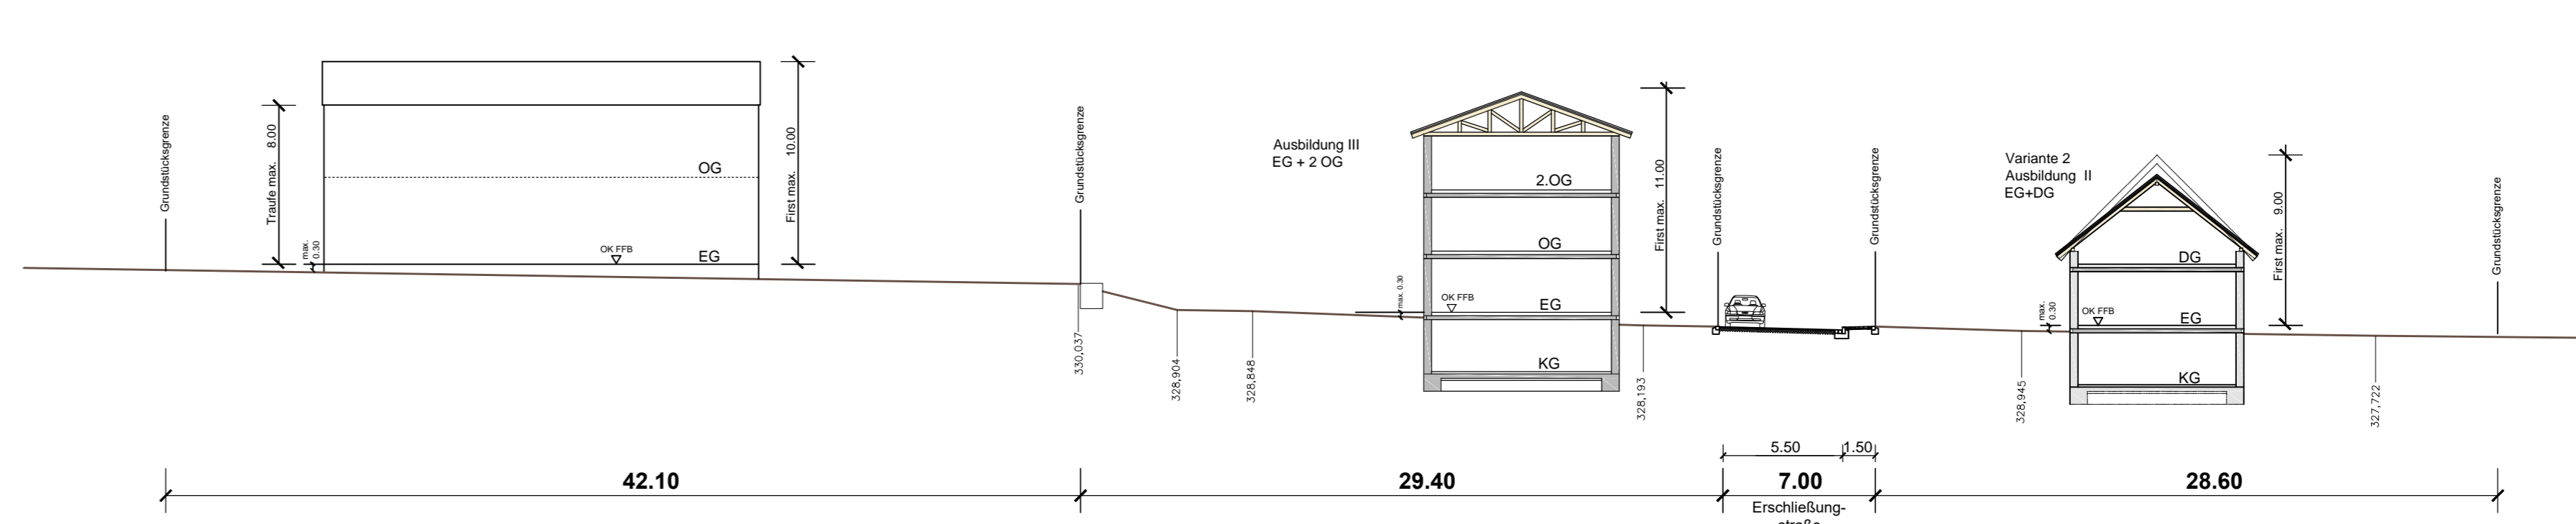 Grundstücksgrenze
Traufe max. 8.00
max.
0.30
OG
OK FFB
EG
First max. 10.00
Grundstücksgrenze
330,037
328,904
328,848
Ausbildung III
EG + 2 OG
max. 0.30
2.OG
OG
OK FFB
EG
KG
First max. 11.00
328,193
Grundstücksgrenze
Grundstücksgrenze
Variante 2
Ausbildung II
EG+DG
328,945
max.
0.30
DG
OK FFB
EG
KG
First max. 9.00
327,722
Grundstücksgrenze
5.50
1.50
42.10
29.40
7.00
28.60
Erschließung-